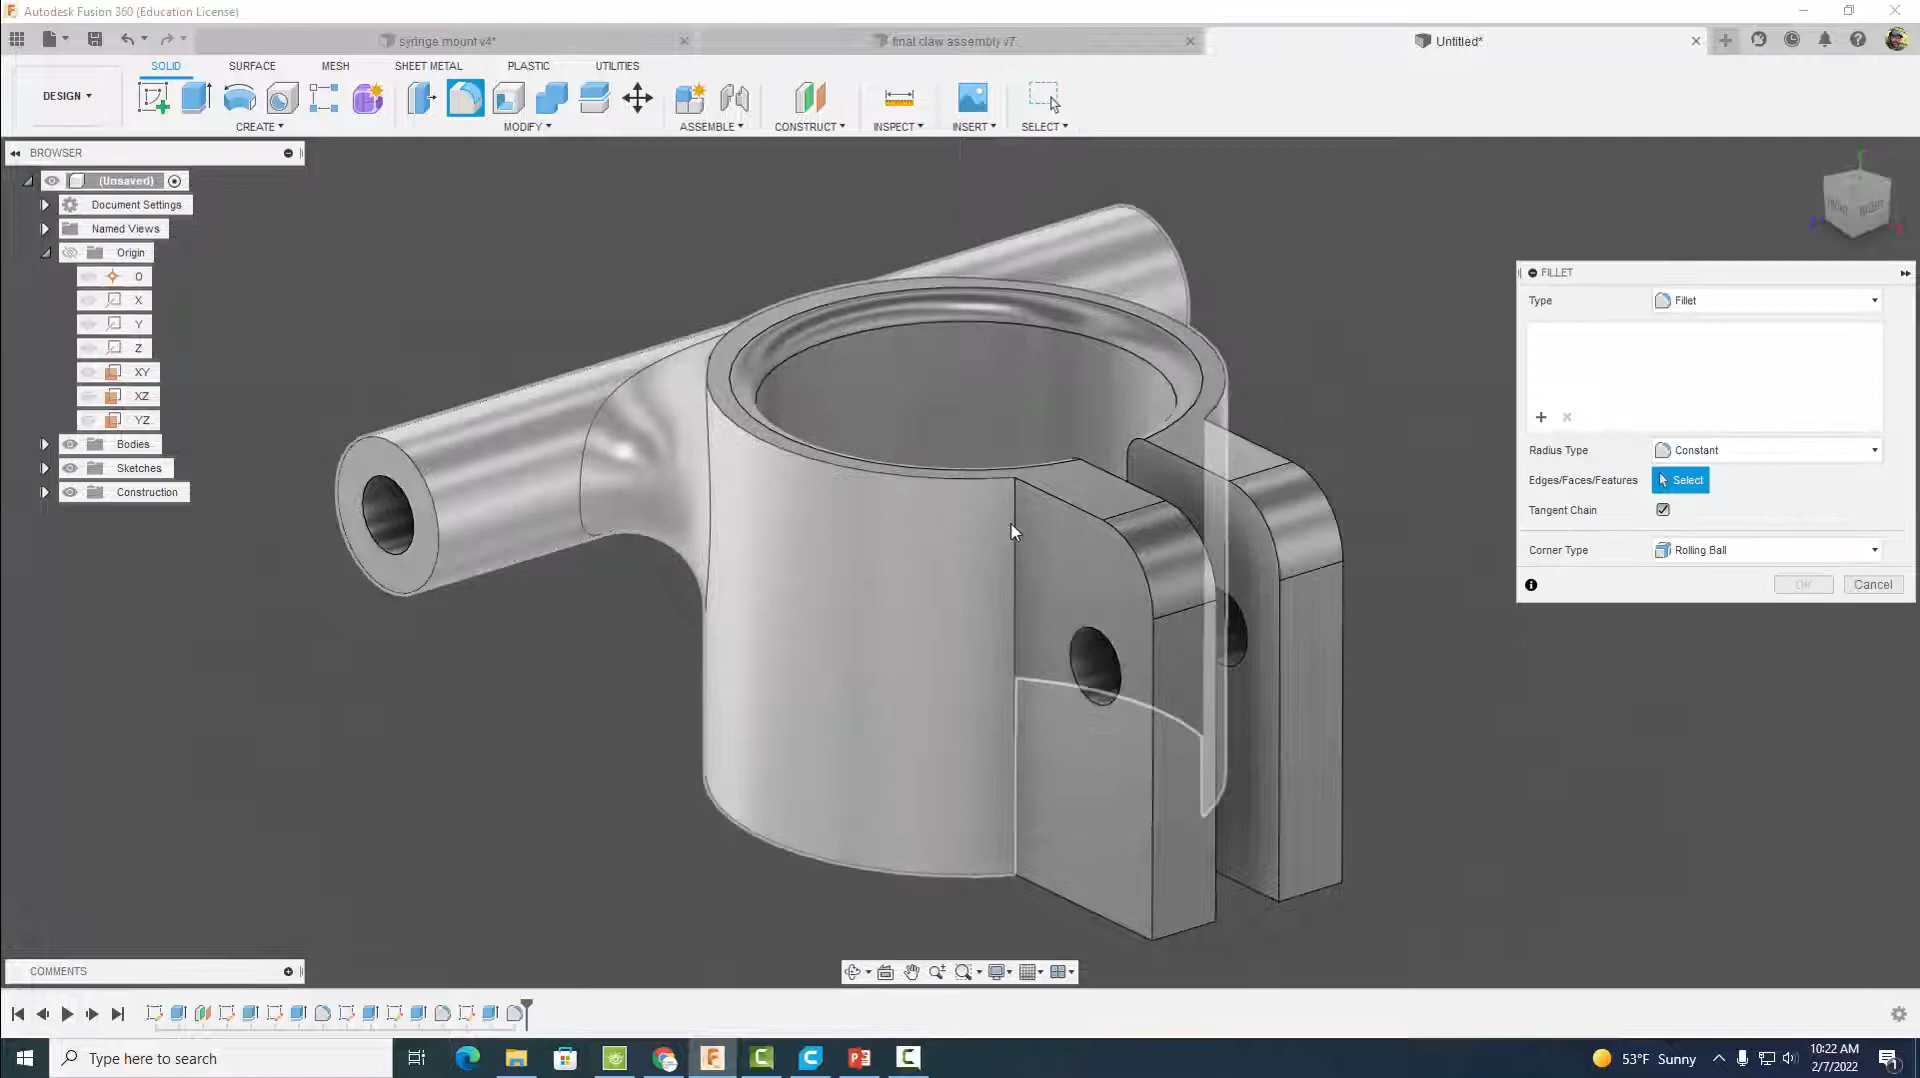 Autodesk Fusion 360 (Education License)
syringe mount v4*
final claw assembly v7
Untitled*
SOLID
SURFACE
MESH
SHEET METAL
PLASTIC
UTILITIES
DESIGN
CREATE
MODIFY
ASSEMBLE
CONSTRUCT
INSPECT
INSERT
SELECT
BROWSER
(Unsaved)
Document Settings
Named Views
Origin
O
X
Y
Z
XY
XZ
YZ
Bodies
Sketches
Construction
FRONT
RIGHT
FILLET
Type
Fillet
Radius Type
Constant
Edges/Faces/Features
Select
Tangent Chain
Corner Type
Rolling Ball
OK
Cancel
COMMENTS
Type here to search
53°F Sunny
10:22 AM
2/7/2022
1